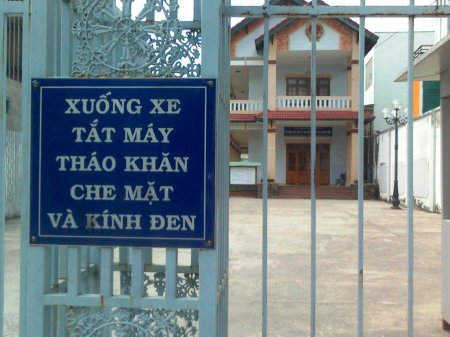 XUỐNG XE
TẮT MÁY
THÁO KHĂN
CHE MẶT
VÀ KÍNH ĐEN